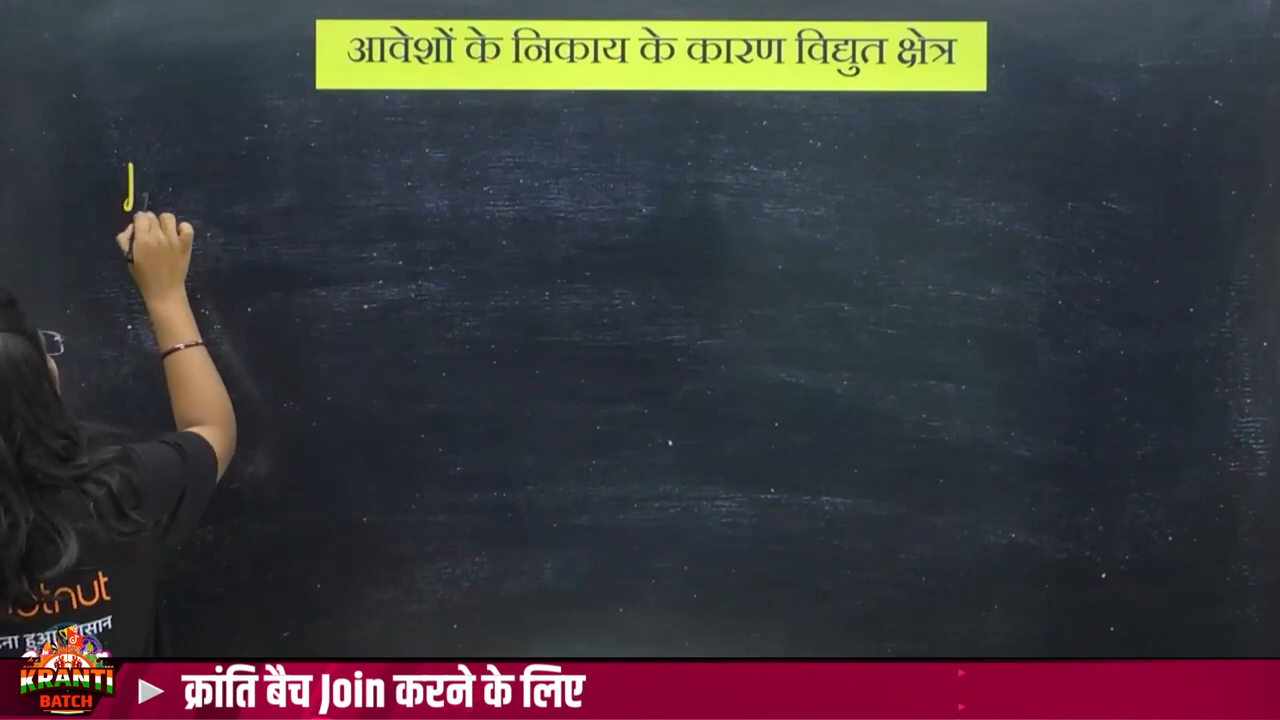 आवेशों के निकाय के कारण विद्युत क्षेत्र
KRANTI
BATCH
क्रांति बैच Join करने के लिए